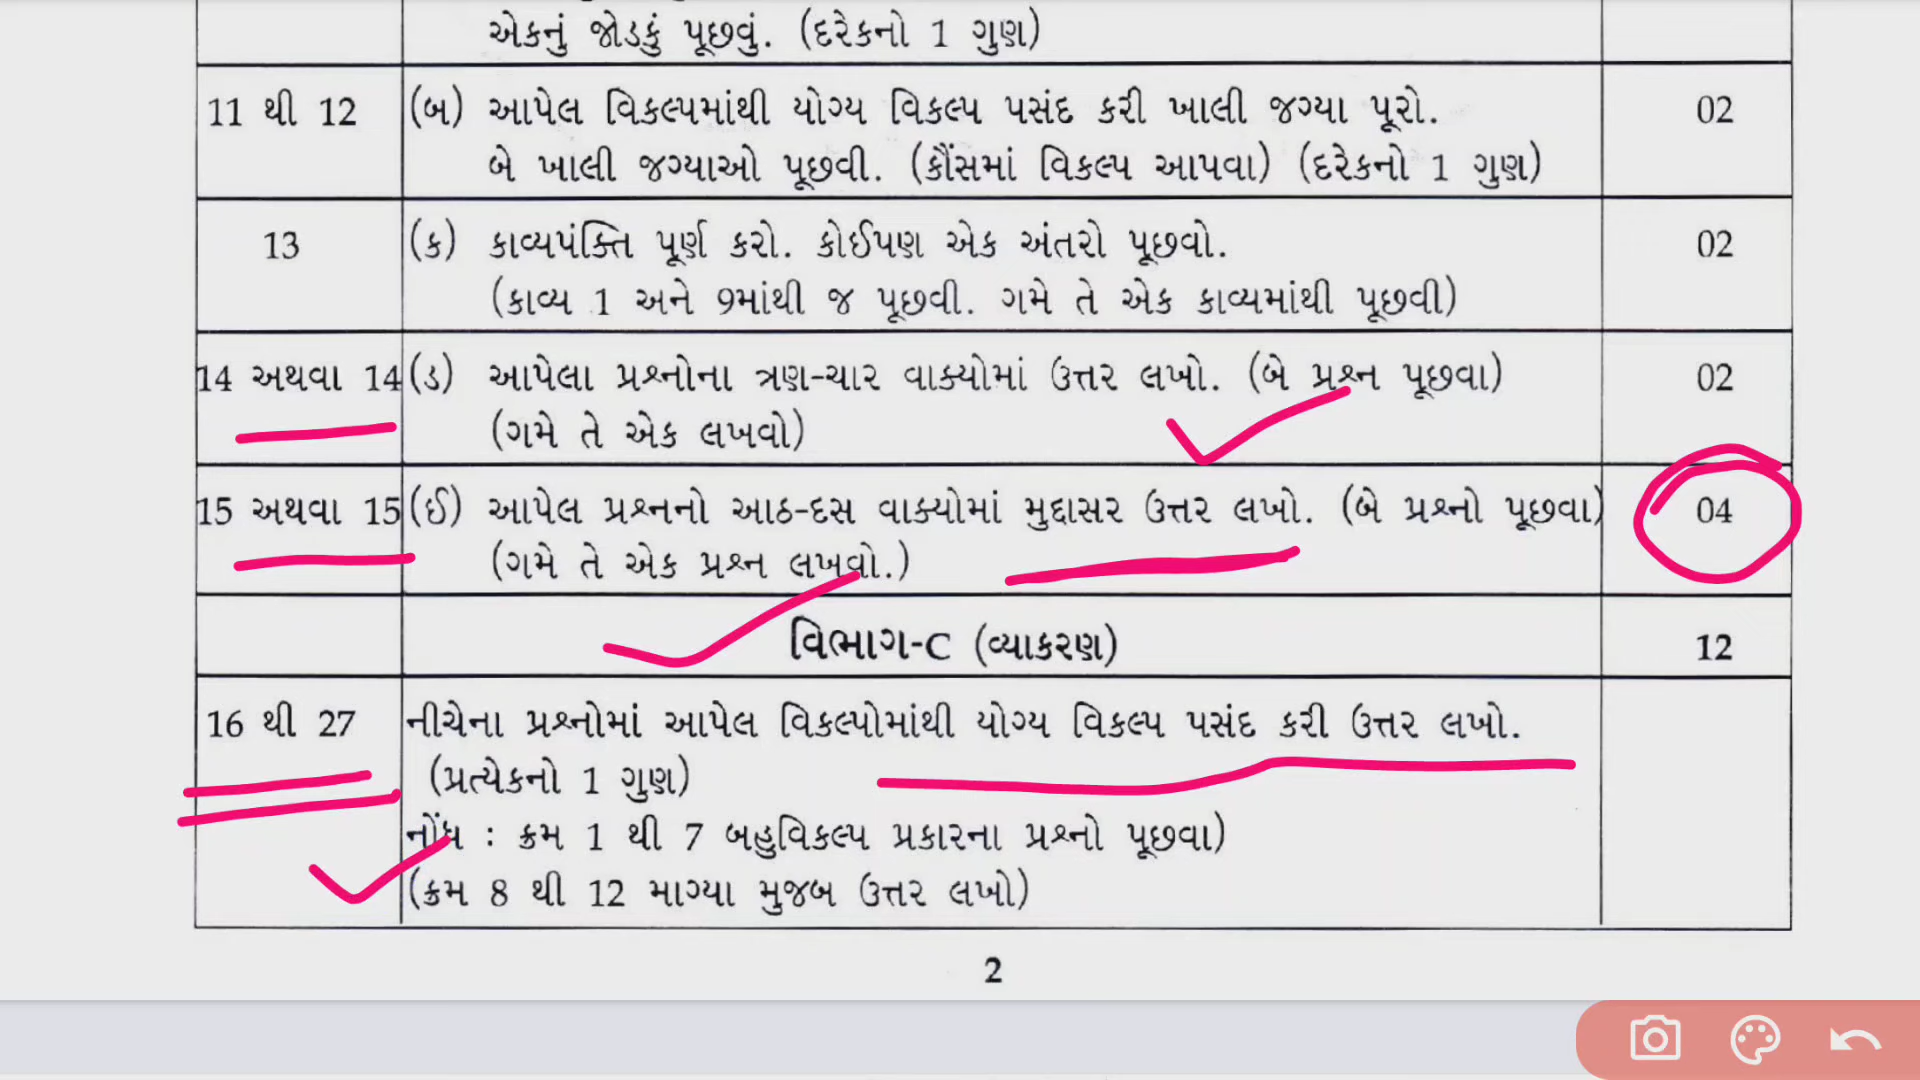 એકનું જોડકું પૂછવું. (દરેકનો 1 ગુણ)
11 થી 12 (બ) આપેલ વિકલ્પમાંથી યોગ્ય વિકલ્પ પસંદ કરી ખાલી જગ્યા પૂરો. 02
બે ખાલી જગ્યાઓ પૂછવી. (કૌંસમાં વિકલ્પ આપવા) (દરેકનો 1 ગુણ)
13 (ક) કાવ્યપંક્તિ પૂર્ણ કરો. કોઈપણ એક અંતરો પૂછવો. 02
(કાવ્ય 1 અને 9માંથી જ પૂછવી. ગમે તે એક કાવ્યમાંથી પૂછવી)
14 અથવા 14 (ડ) આપેલા પ્રશ્નોના ત્રણ-ચાર વાક્યોમાં ઉત્તર લખો. (બે પ્રશ્ન પૂછવા) 02
(ગમે તે એક લખવો)
15 અથવા 15 (ઈ) આપેલ પ્રશ્નનો આઠ-દસ વાક્યોમાં મુદ્દાસર ઉત્તર લખો. (બે પ્રશ્નો પૂછવા) 04
(ગમે તે એક પ્રશ્ન લખવો.)
વિભાગ-C (વ્યાકરણ) 12
16 થી 27 નીચેના પ્રશ્નોમાં આપેલ વિકલ્પોમાંથી યોગ્ય વિકલ્પ પસંદ કરી ઉત્તર લખો.
(પ્રત્યેકનો 1 ગુણ)
નોંધ : ક્રમ 1 થી 7 બહુવિકલ્પ પ્રકારના પ્રશ્નો પૂછવા)
(ક્રમ 8 થી 12 માગ્યા મુજબ ઉત્તર લખો)
2